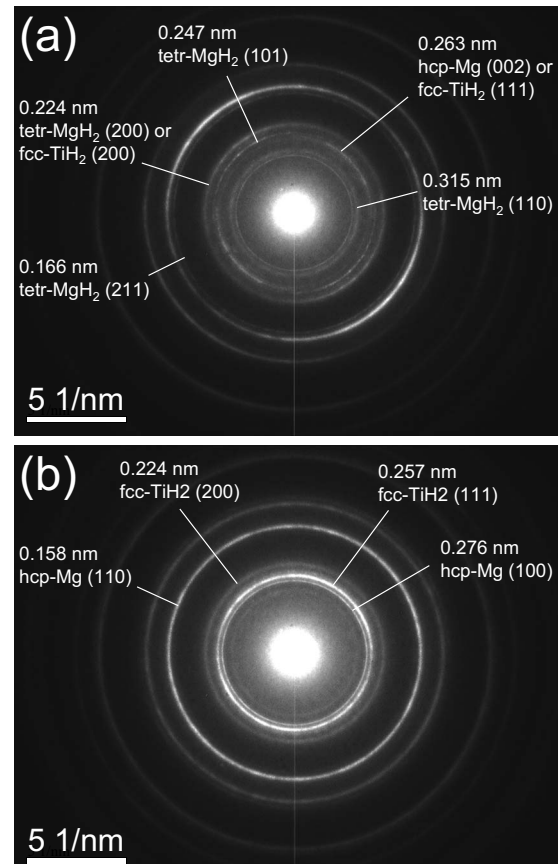 (a)
0.247 nm
tetr-MgH₂ (101)
0.263 nm
hcp-Mg (002) or
fcc-TiH₂ (111)
0.224 nm
tetr-MgH₂ (200) or
fcc-TiH₂ (200)
0.315 nm
tetr-MgH₂ (110)
0.166 nm
tetr-MgH₂ (211)
5 1/nm
(b)
0.224 nm
fcc-TiH2 (200)
0.257 nm
fcc-TiH2 (111)
0.158 nm
hcp-Mg (110)
0.276 nm
hcp-Mg (100)
5 1/nm